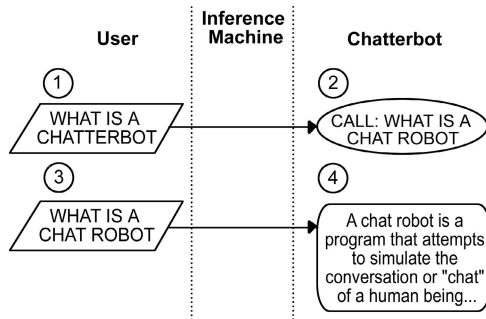 User
Inference
Machine
Chatterbot
1
WHAT IS A
CHATTERBOT
2
CALL: WHAT IS A
CHAT ROBOT
3
WHAT IS A
CHAT ROBOT
4
A chat robot is a
program that attempts
to simulate the
conversation or "chat"
of a human being...